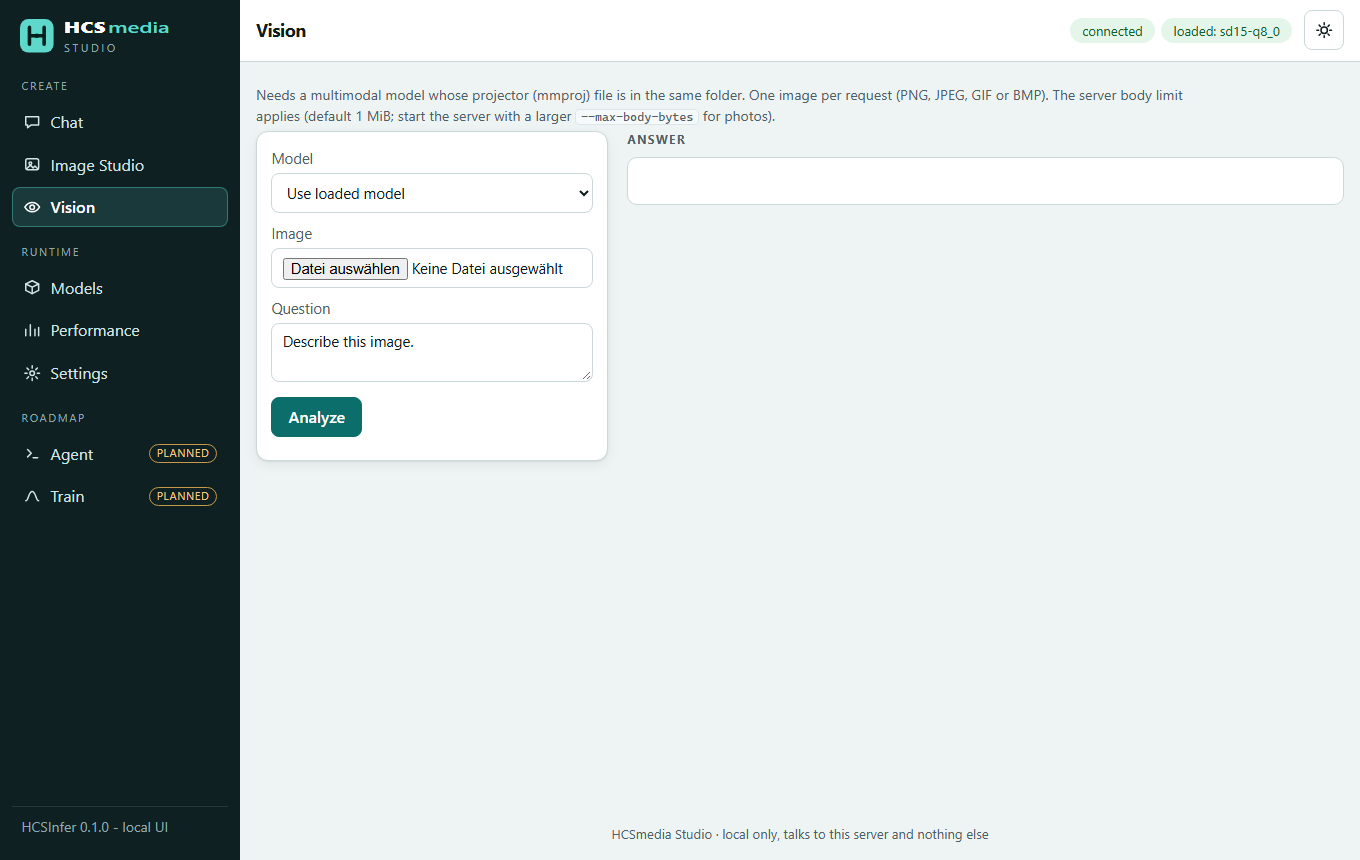 HCSmedia
STUDIO
CREATE
Chat
Image Studio
Vision
RUNTIME
Models
Performance
Settings
ROADMAP
Agent PLANNED
Train PLANNED
HCSInfer 0.1.0 - local UI
Vision
connected loaded: sd15-q8_0
Needs a multimodal model whose projector (mmproj) file is in the same folder. One image per request (PNG, JPEG, GIF or BMP). The server body limit
applies (default 1 MiB; start the server with a larger --max-body-bytes for photos).
Model
Use loaded model
Image
Datei auswählen Keine Datei ausgewählt
Question
Describe this image.
Analyze
ANSWER
HCSmedia Studio · local only, talks to this server and nothing else